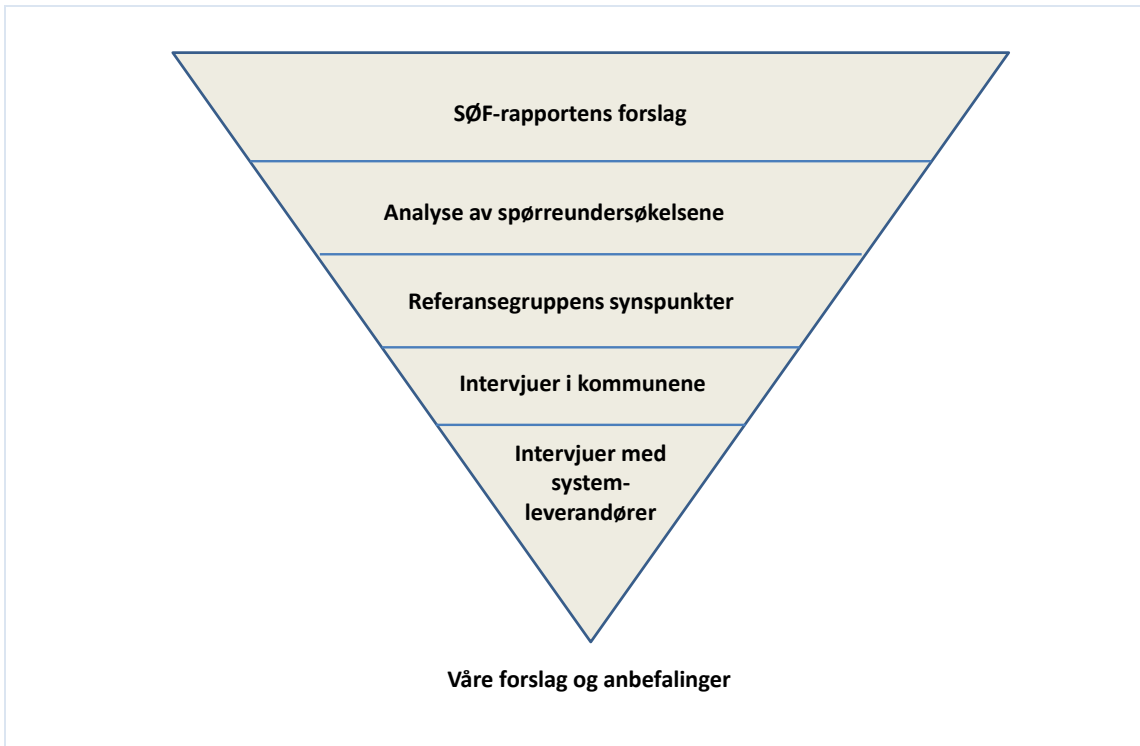 SØF-rapportens forslag
Analyse av spørreundersøkelsene
Referansegruppens synspunkter
Intervjuer i kommunene
Intervjuer med
system-
leverandører
Våre forslag og anbefalinger